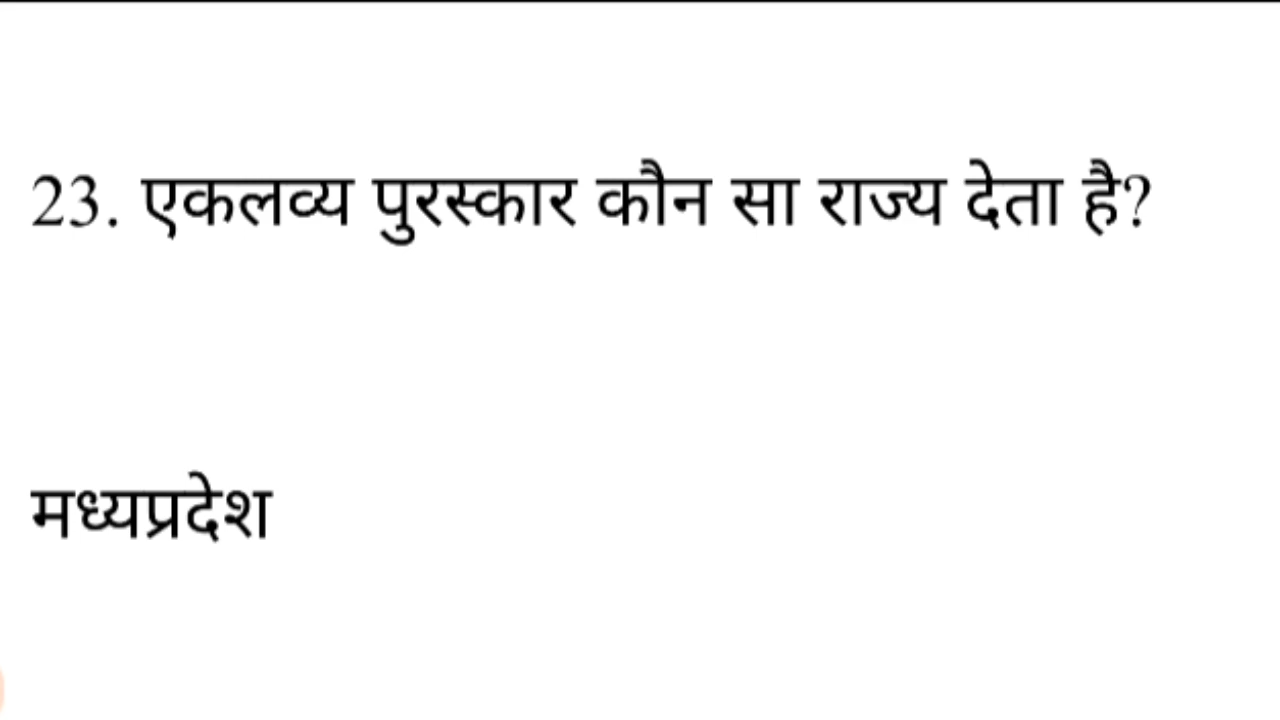 23. एकलव्य पुरस्कार कौन सा राज्य देता है?
मध्यप्रदेश